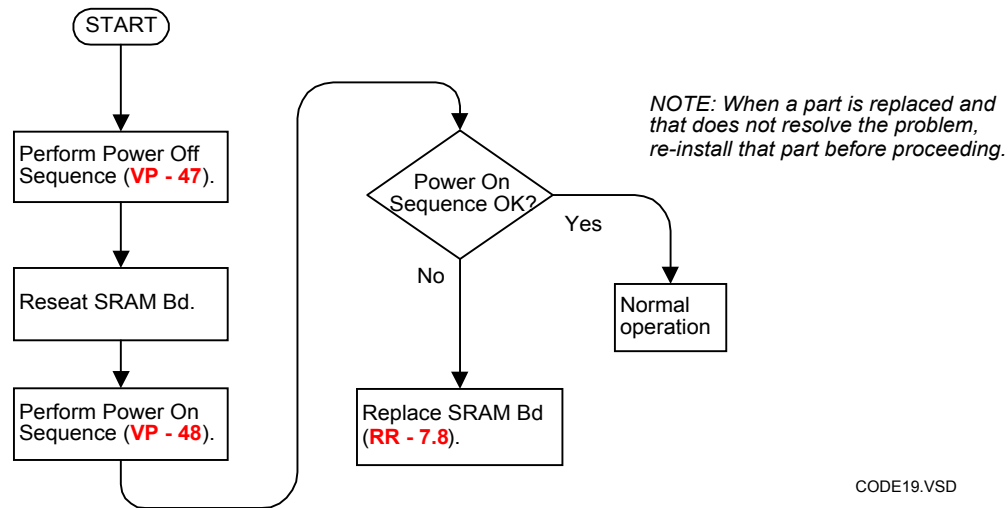 START
Perform Power Off
Sequence (VP - 47).
Reseat SRAM Bd.
Perform Power On
Sequence (VP - 48).
Power On
Sequence OK?
Yes
No
Normal
operation
Replace SRAM Bd
(RR - 7.8).
NOTE: When a part is replaced and
that does not resolve the problem,
re-install that part before proceeding.
CODE19.VSD